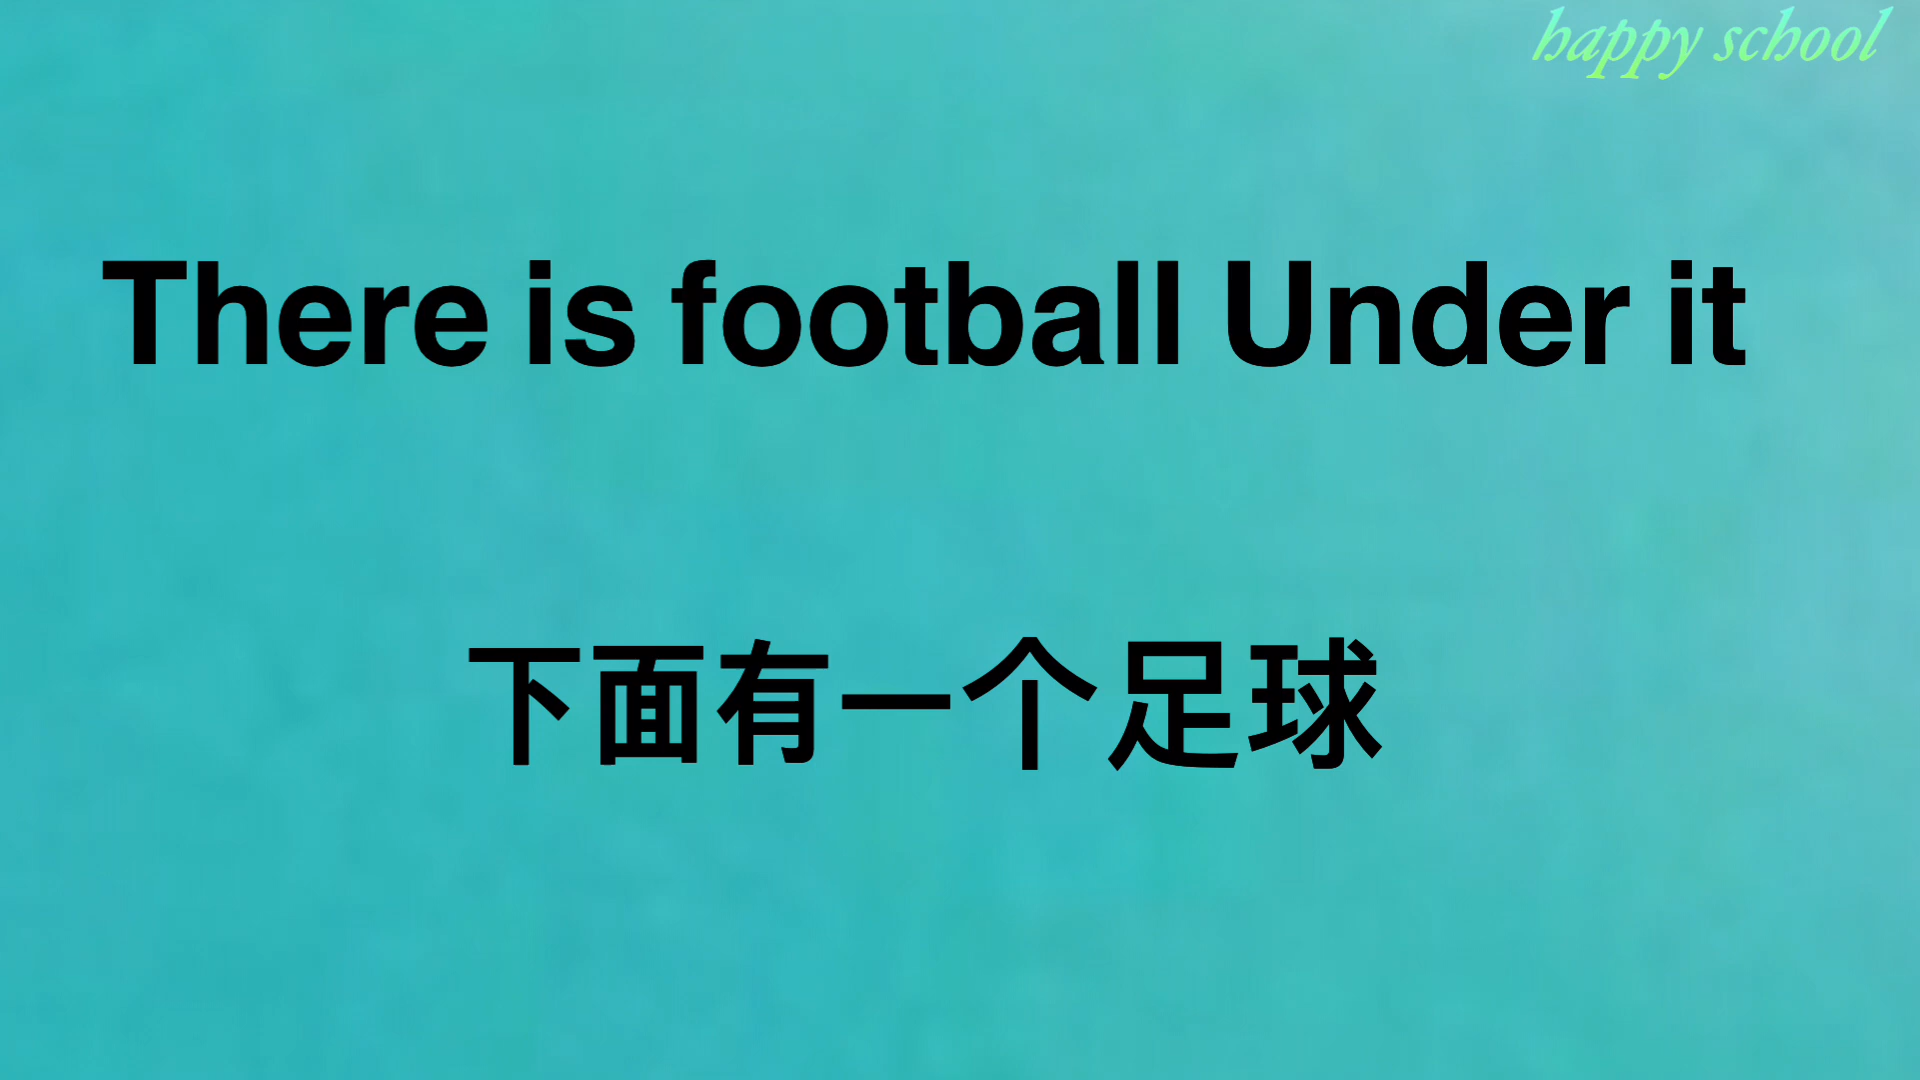 happy school
There is football Under it
下面有一个足球